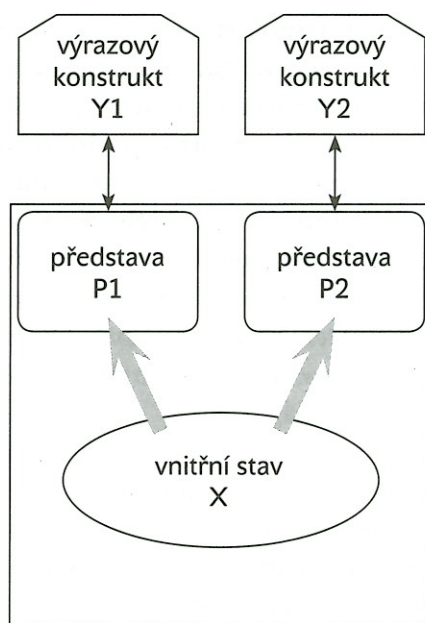 výrazový
konstrukt
Y1
výrazový
konstrukt
Y2
představa
P1
představa
P2
vnitřní stav
X